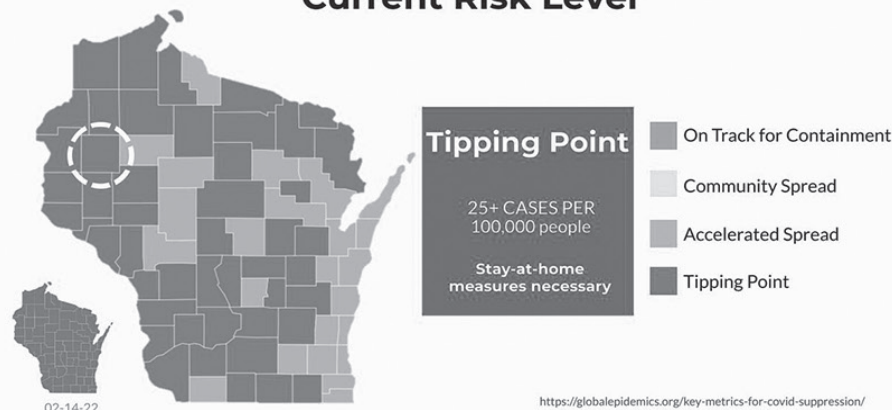 Current Risk Level
Tipping Point
25+ CASES PER
100,000 people
Stay-at-home
measures necessary
On Track for Containment
Community Spread
Accelerated Spread
Tipping Point
02-14-22
https://globalepidemics.org/key-metrics-for-covid-suppression/